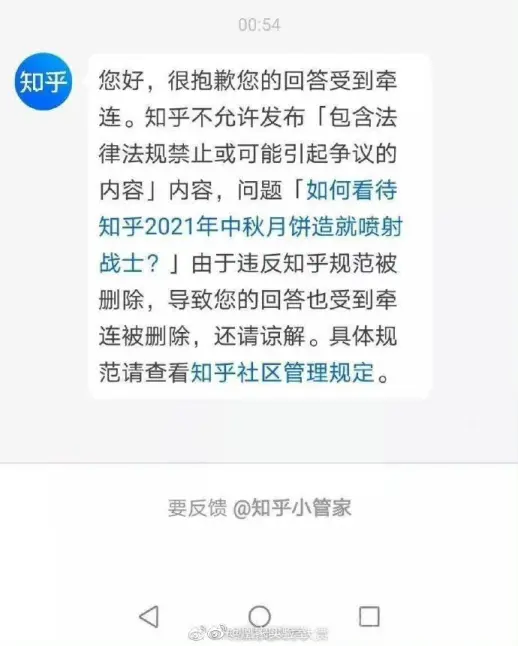 00:54
知乎
您好，很抱歉您的回答受到牵
连。知乎不允许发布「包含法
律法规禁止或可能引起争议的
内容」内容，问题「如何看待
知乎2021年中秋月饼造就喷射
战士？」由于违反知乎规范被
删除，导致您的回答也受到牵
连被删除，还请谅解。具体规
范请查看知乎社区管理规定。
要反馈 @知乎小管家